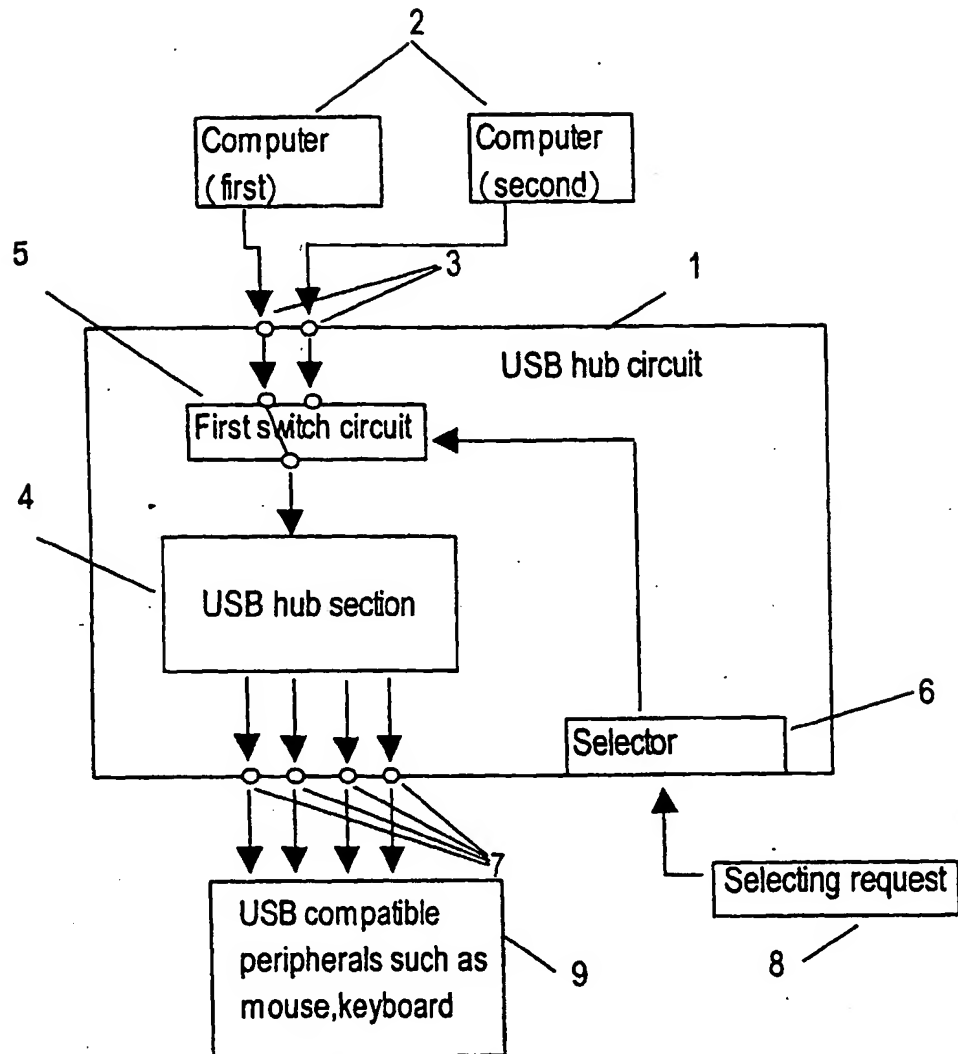 2
Computer
(first)
Computer
(second)
5
3
1
USB hub circuit
First switch circuit
4
USB hub section
6
Selector
7
Selecting request
USB compatible
peripherals such as
mouse,keyboard
9
8